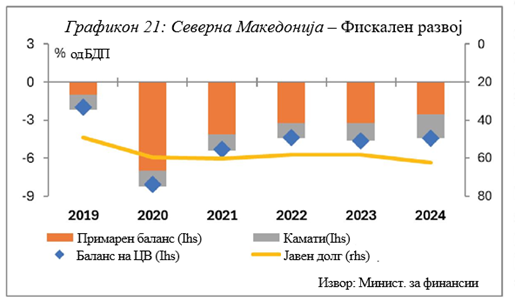 Графикон 21: Северна Македонија – Фискален развој
% од БДП
3 0
0 20
-3 40
-6 60
-9 80
2019 2020 2021 2022 2023 2024
Примарен баланс (lhs) Камати(lhs)
Баланс на ЦВ (lhs) Јавен долг (rhs)
Извор: Минист. за финансии